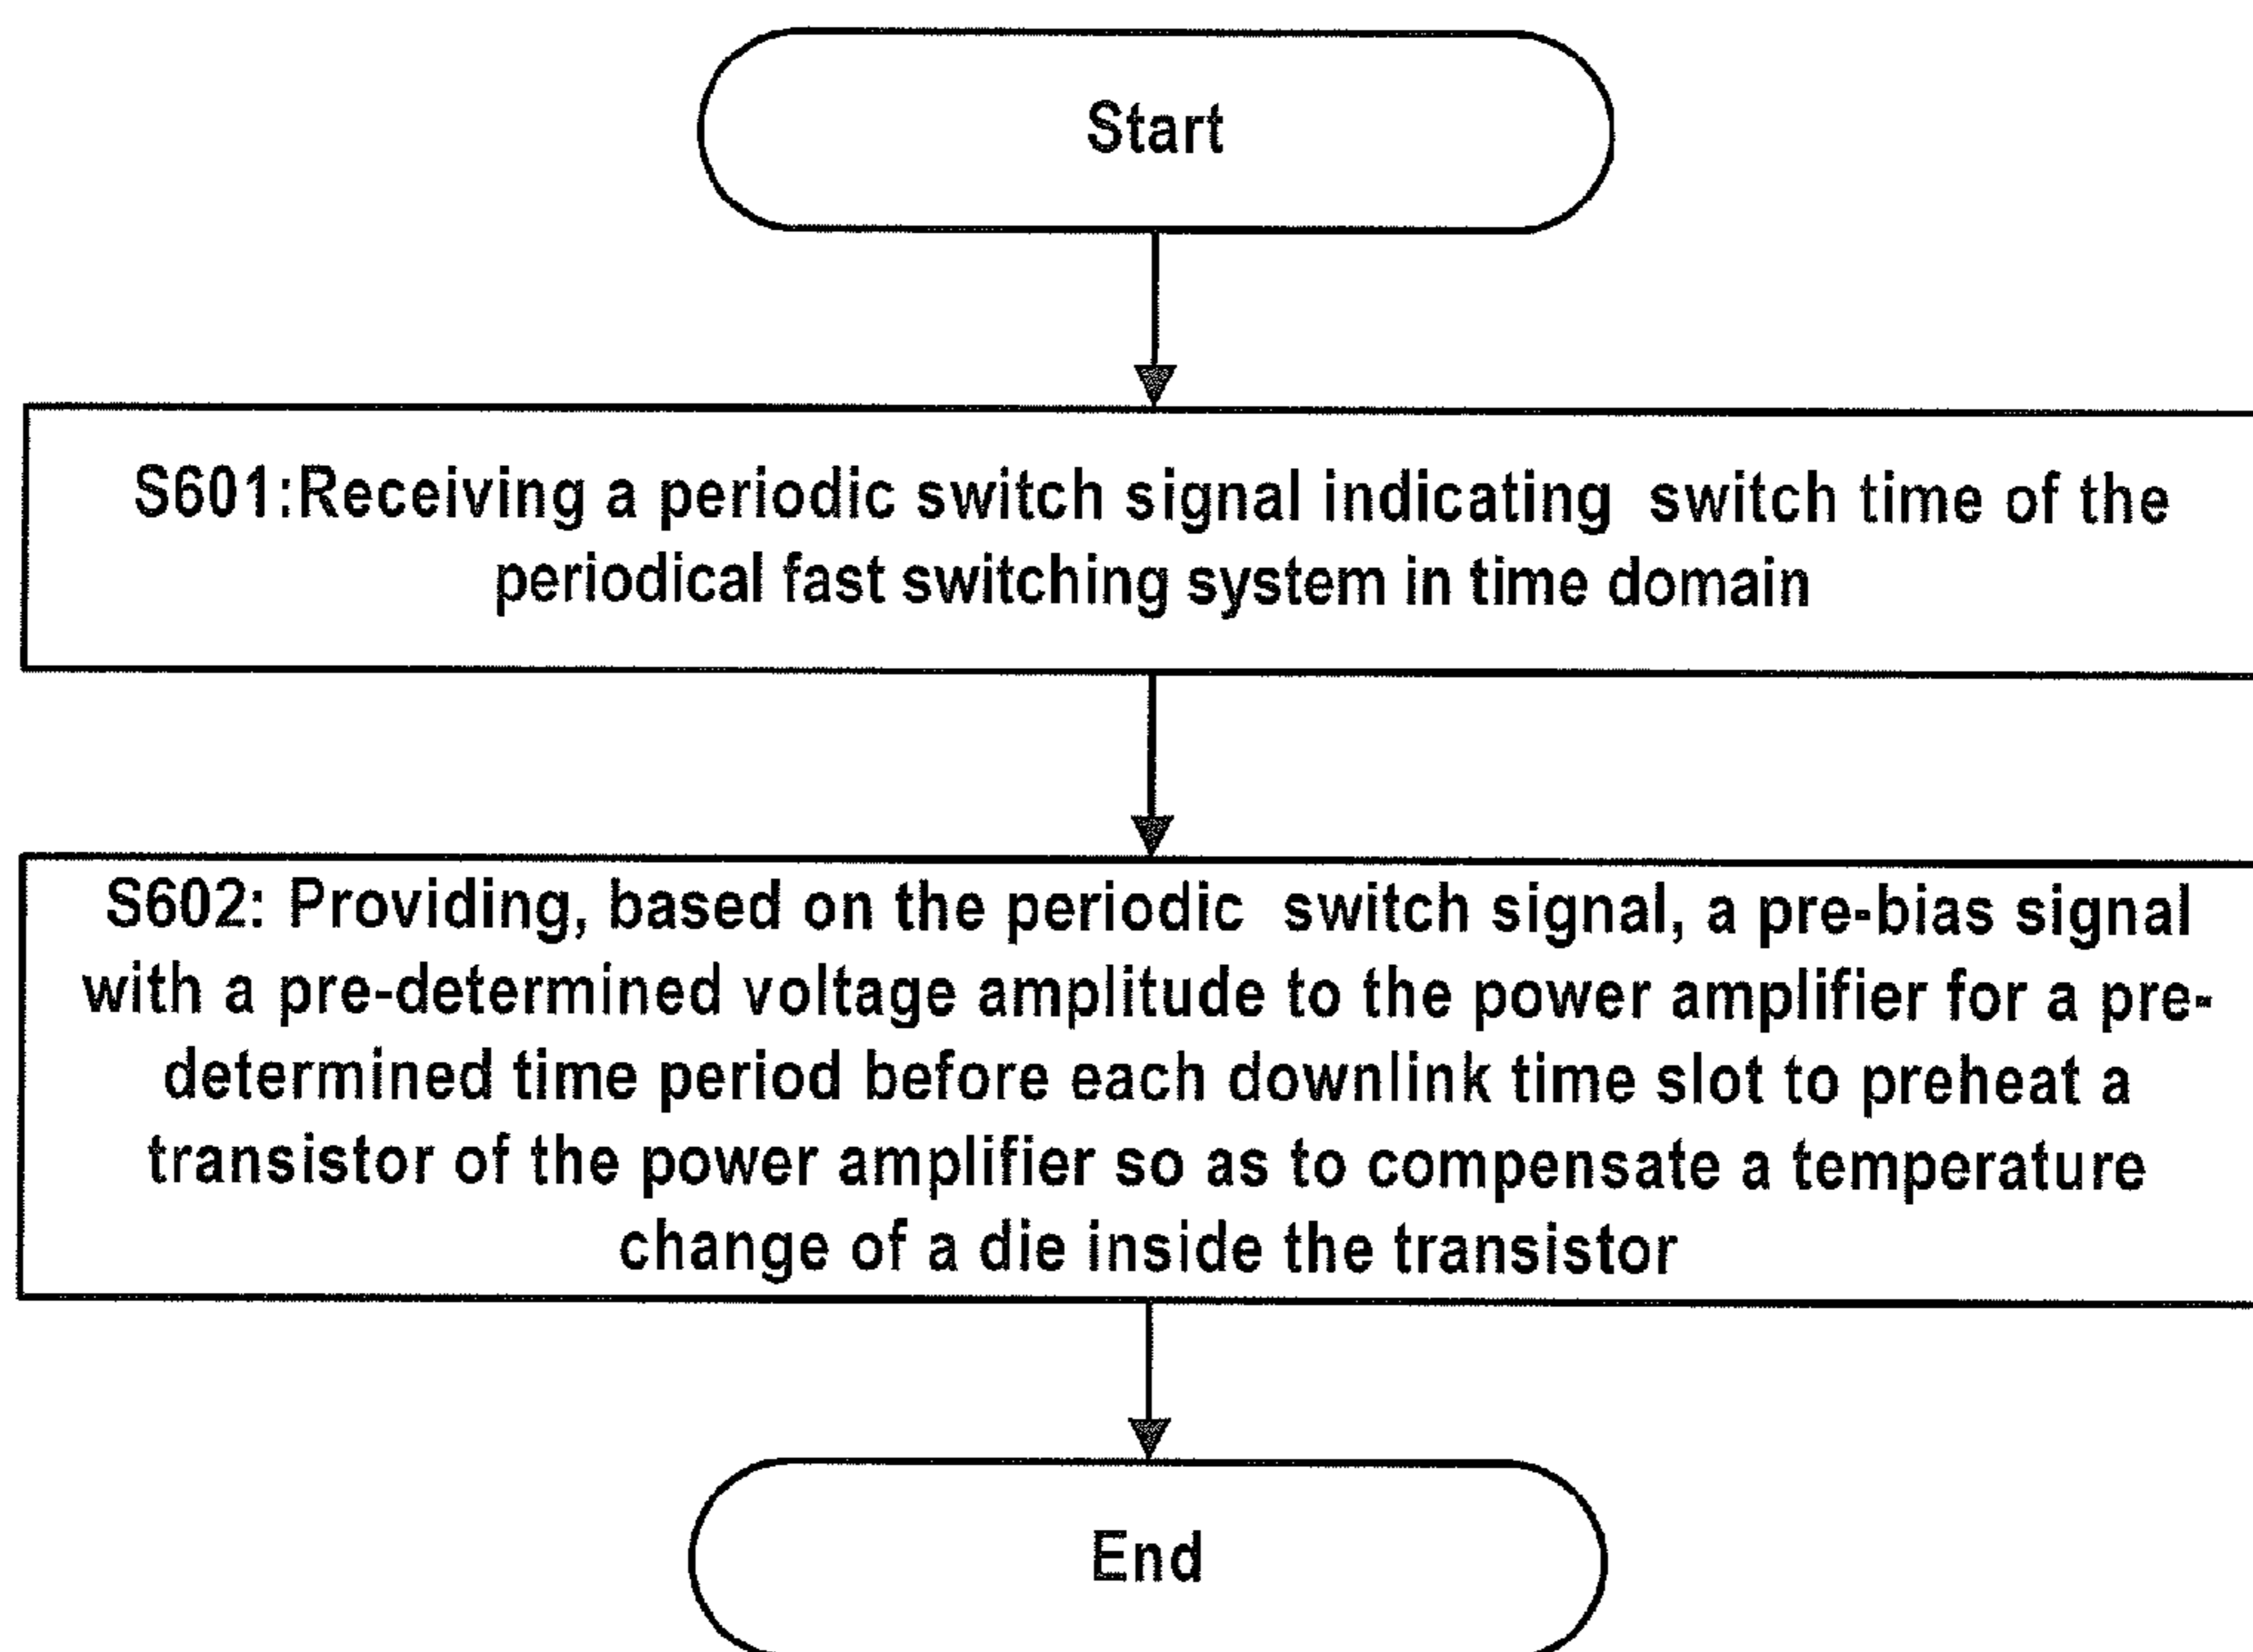 Start
S601:Receiving a periodic switch signal indicating switch time of the
periodical fast switching system in time domain
S602: Providing, based on the periodic switch signal, a pre-bias signal
with a pre-determined voltage amplitude to the power amplifier for a pre-
determined time period before each downlink time slot to preheat a
transistor of the power amplifier so as to compensate a temperature
change of a die inside the transistor
End